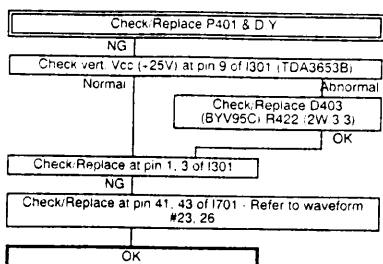 Check/Replace P401 & D Y
NG
Check vert. Vcc (+25V) at pin 9 of I301 (TDA3653B)
Normal
Abnormal
Check/Replace D403
(BYV95C) R422 (2W 3.3)
OK
Check/Replace at pin 1, 3 of I301
NG
Check/Replace at pin 41, 43 of I701 - Refer to waveform
#23, 26
OK